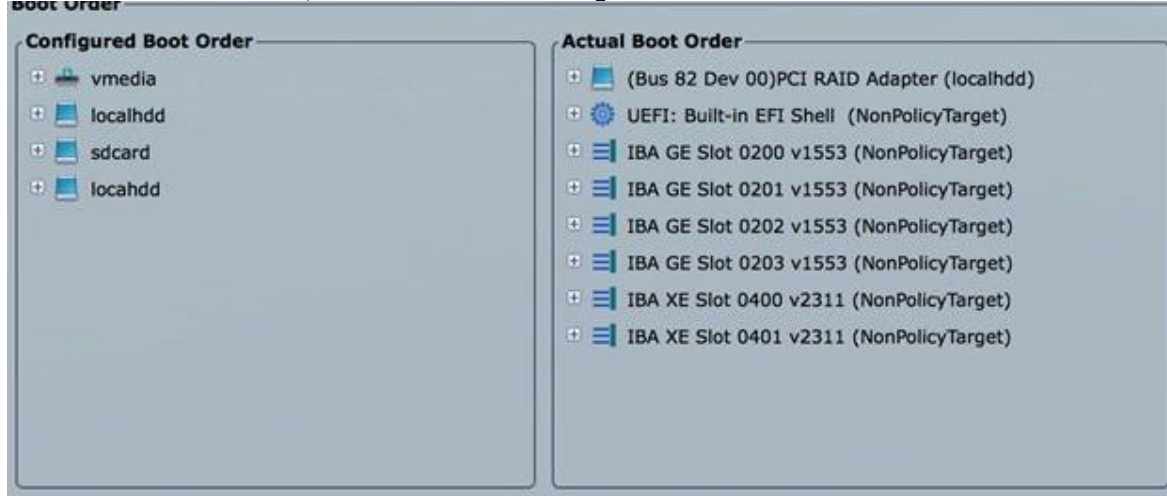 Boot Order
Configured Boot Order
vmedia
localhdd
sdcard
locahdd
Actual Boot Order
(Bus 82 Dev 00)PCI RAID Adapter (localhdd)
UEFI: Built-in EFI Shell (NonPolicyTarget)
IBA GE Slot 0200 v1553 (NonPolicyTarget)
IBA GE Slot 0201 v1553 (NonPolicyTarget)
IBA GE Slot 0202 v1553 (NonPolicyTarget)
IBA GE Slot 0203 v1553 (NonPolicyTarget)
IBA XE Slot 0400 v2311 (NonPolicyTarget)
IBA XE Slot 0401 v2311 (NonPolicyTarget)